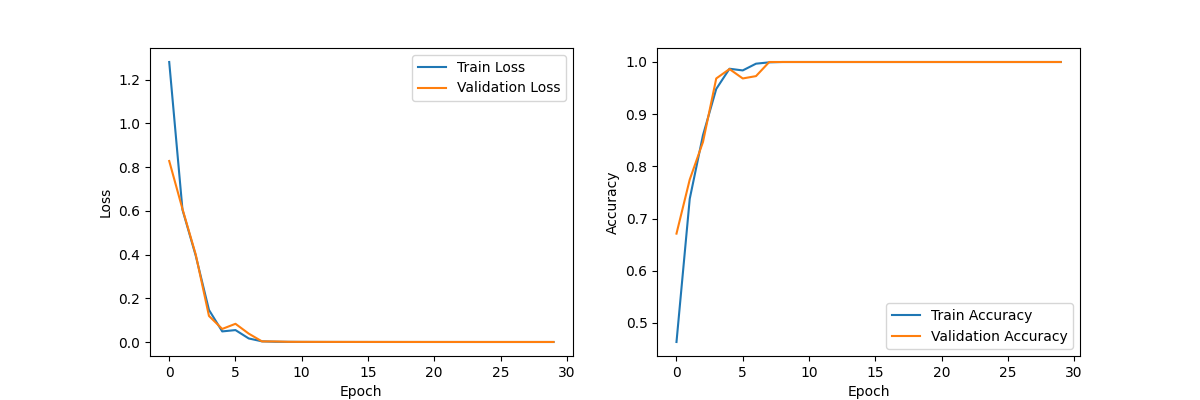 Train Loss
Validation Loss
1.2
1.0
0.8
0.6
0.4
0.2
0.0
Loss
0 5 10 15 20 25 30
Epoch
1.0
0.9
0.8
0.7
0.6
0.5
Accuracy
Train Accuracy
Validation Accuracy
0 5 10 15 20 25 30
Epoch